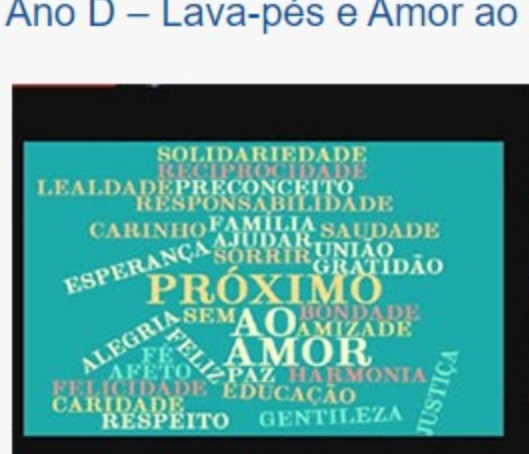 Ano D – Lava-pés e Amor ao
SOLIDARIEDADE
RECIPROCIDADE
LEALDADE PRECONCEITO
RESPONSABILIDADE
CARINHO FAMÍLIA SAUDADE
AJUDAR UNIÃO
ESPERANÇA SORRIR GRATIDÃO
PRÓXIMO
SEM AO BONDADE
AMIZADE
ALEGRIA FELIZ AMOR
FÉ
AFETO PAZ HARMONIA
FELICIDADE EDUCAÇÃO
CARIDADE
RESPEITO GENTILEZA JUSTIÇA